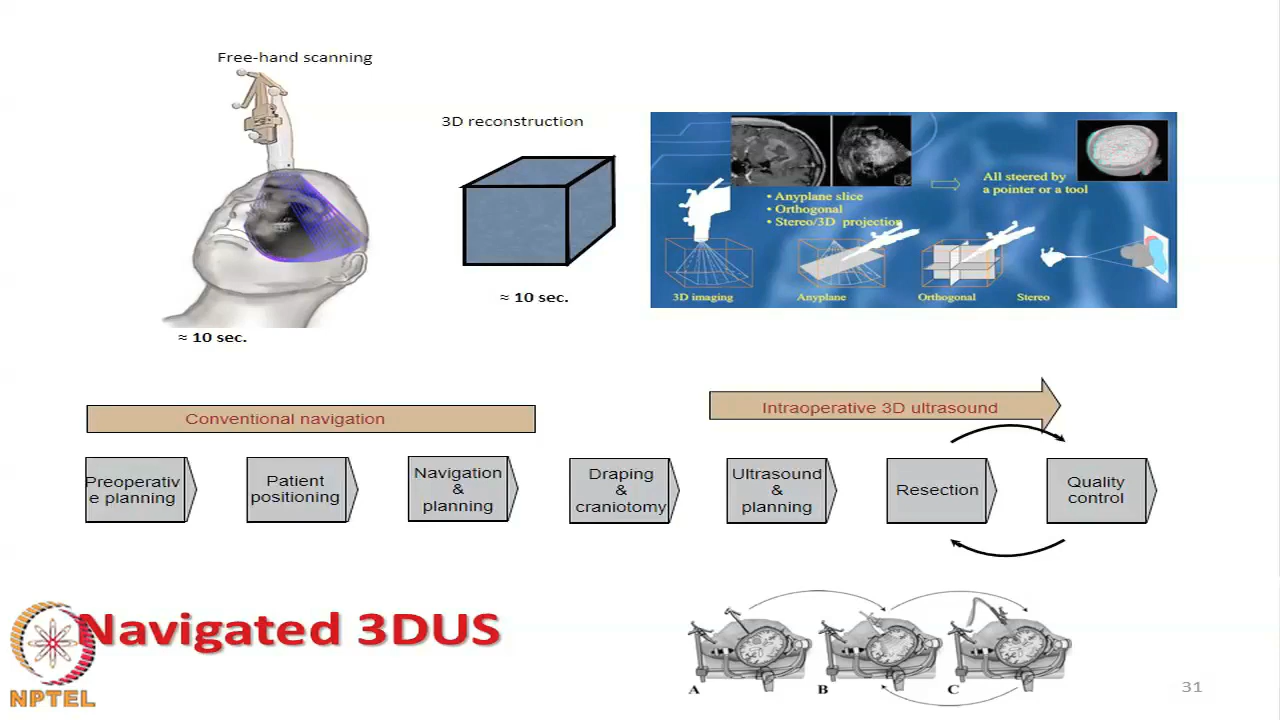 Free-hand scanning
3D reconstruction
≈ 10 sec.
≈ 10 sec.
• Anyplane slice
• Orthogonal
• Stereo/3D projection
All steered by
a pointer or a tool
3D imaging
Anyplane
Orthogonal
Stereo
Conventional navigation
Intraoperative 3D ultrasound
Preoperativ
e planning
Patient
positioning
Navigation
&
planning
Draping
&
craniotomy
Ultrasound
&
planning
Resection
Quality
control
Navigated 3DUS
NPTEL
A
B
C
31